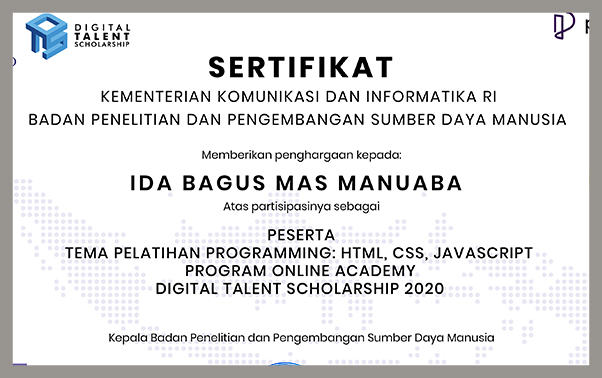 DIGITAL
TALENT
SCHOLARSHIP
SERTIFIKAT
KEMENTERIAN KOMUNIKASI DAN INFORMATIKA RI
BADAN PENELITIAN DAN PENGEMBANGAN SUMBER DAYA MANUSIA
Memberikan penghargaan kepada:
IDA BAGUS MAS MANUABA
Atas partisipasinya sebagai
PESERTA
TEMA PELATIHAN PROGRAMMING: HTML, CSS, JAVASCRIPT
PROGRAM ONLINE ACADEMY
DIGITAL TALENT SCHOLARSHIP 2020
Kepala Badan Penelitian dan Pengembangan Sumber Daya Manusia